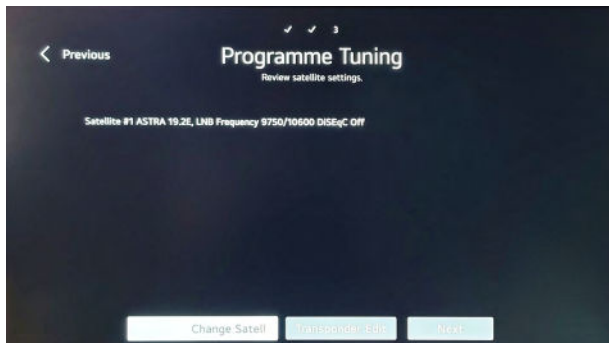 3
Previous
Programme Tuning
Review satellite settings.
Satellite #1 ASTRA 19.2E, LNB Frequency 9750/10600 DiSEqC Off
Change Satell
Transponder Edit
Next